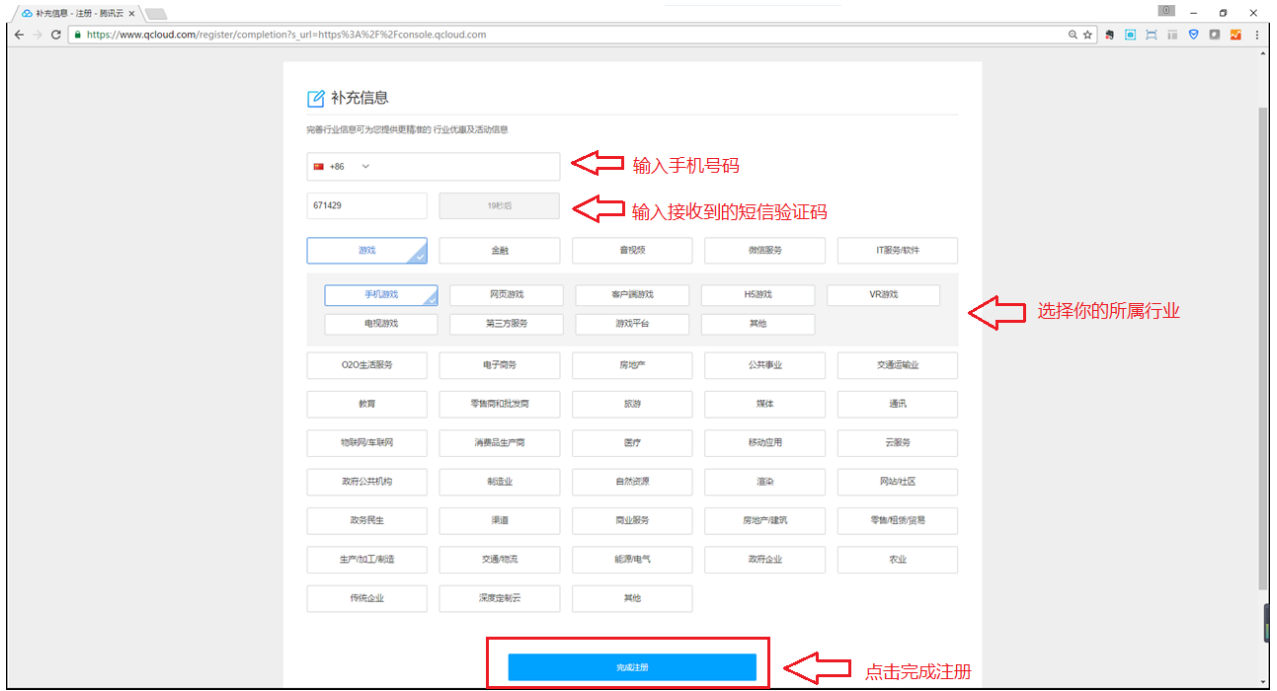 补充信息 - 注册 - 腾讯云
https://www.qcloud.com/register/completion?s_url=https%3A%2F%2Fconsole.qcloud.com
补充信息
完善行业信息可为您提供更精准的 行业优惠及活动信息
+86
输入手机号码
671429 19秒后
输入接收到的短信验证码
游戏 金融 音视频 微信服务 IT服务/软件
手机游戏 网页游戏 客户端游戏 H5游戏 VR游戏
选择你的所属行业
电视游戏 第三方服务 游戏平台 其他
O2O生活服务 电子商务 房地产 公共事业 交通运输业
教育 零售商和批发商 旅游 媒体 通讯
物联网/车联网 消费品生产商 医疗 移动应用 云服务
政府公共机构 制造业 自然资源 渲染 网站/社区
政务民生 渠道 商业服务 房地产/建筑 零售/租赁/贸易
生产/加工/制造 交通/物流 能源/电气 政府企业 农业
传统企业 深度定制云 其他
完成注册
点击完成注册